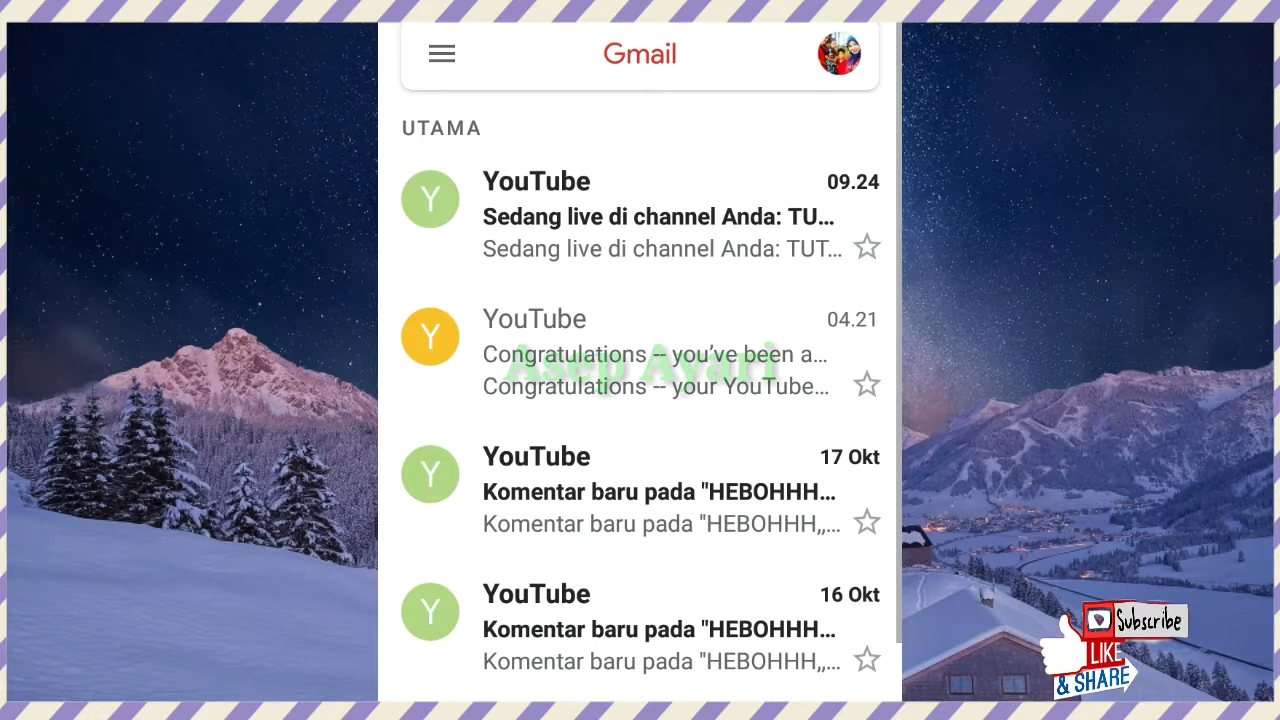 Gmail
UTAMA
Y
YouTube 09.24
Sedang live di channel Anda: TU...
Sedang live di channel Anda: TUT...
Y
YouTube 04.21
Congratulations -- you've been a...
Asep Ayari
Congratulations -- your YouTube...
Y
YouTube 17 Okt
Komentar baru pada "HEBOHHH...
Komentar baru pada "HEBOHHH,,...
Y
YouTube 16 Okt
Komentar baru pada "HEBOHHH...
Komentar baru pada "HEBOHHH,,...
Subscribe
LIKE
& SHARE